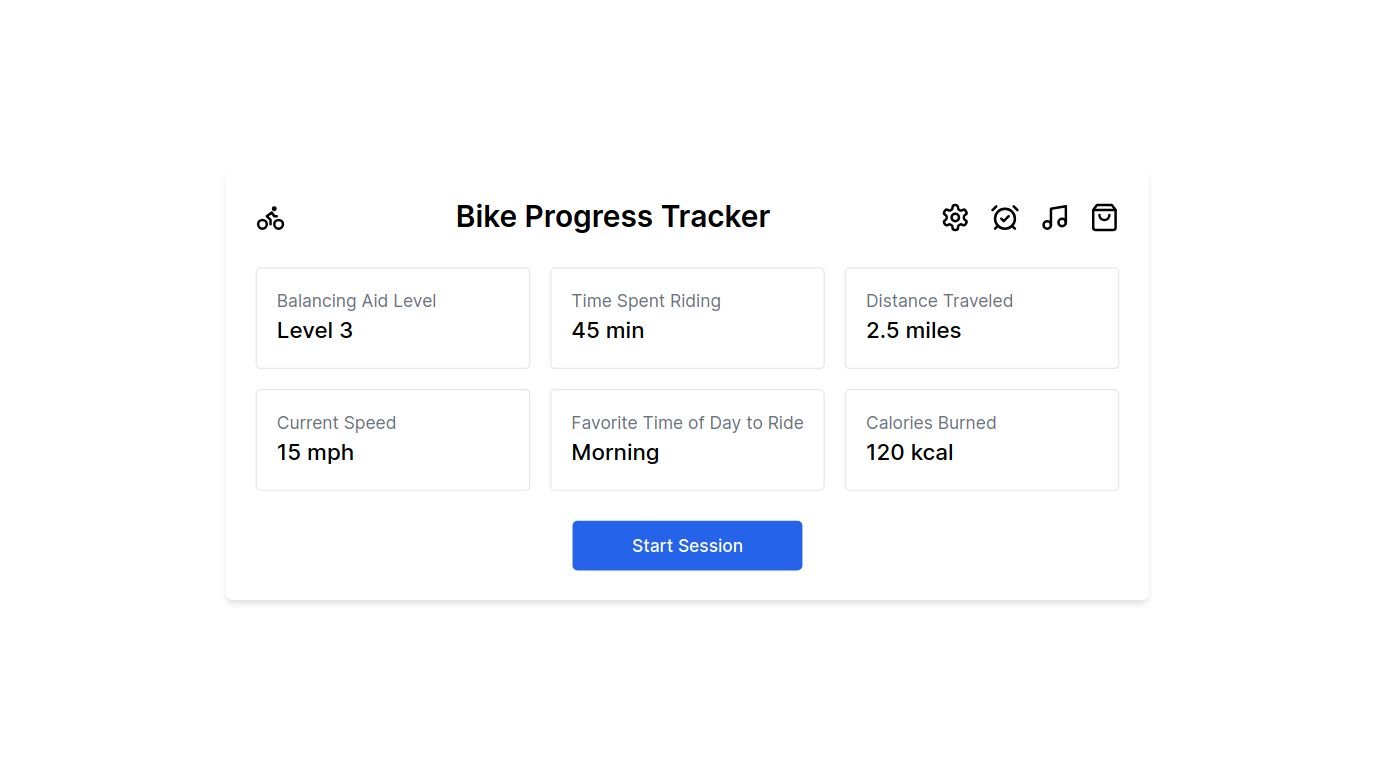 Bike Progress Tracker
Balancing Aid Level
Level 3
Time Spent Riding
45 min
Distance Traveled
2.5 miles
Current Speed
15 mph
Favorite Time of Day to Ride
Morning
Calories Burned
120 kcal
Start Session